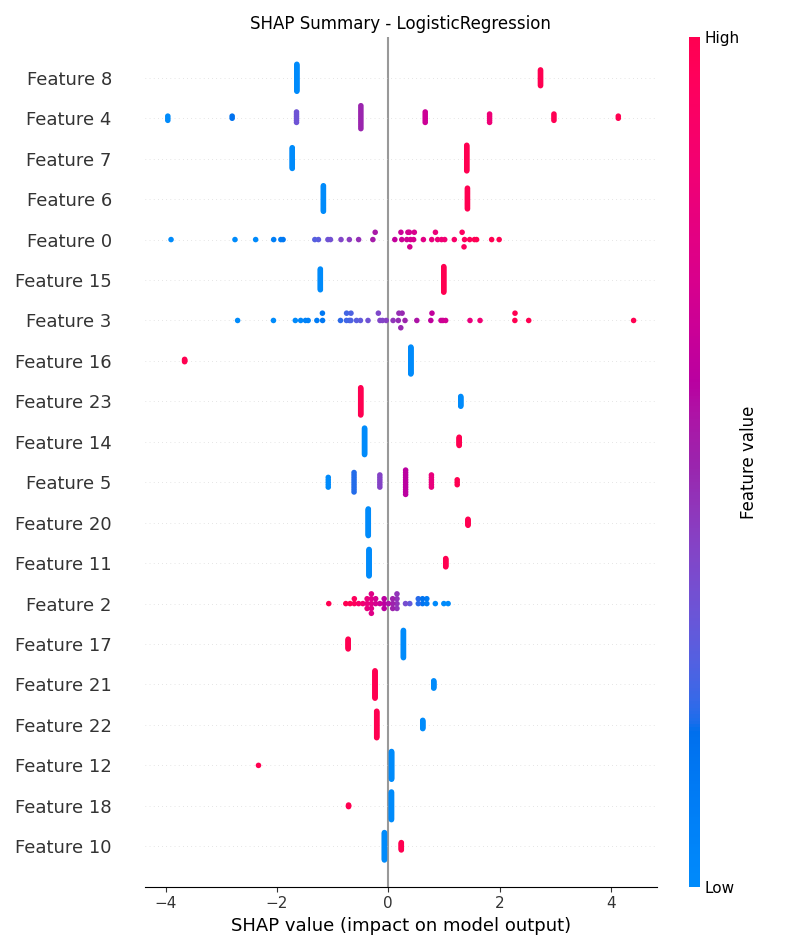 SHAP Summary - LogisticRegression
High
Feature 8
Feature 4
Feature 7
Feature 6
Feature 0
Feature 15
Feature 3
Feature 16
Feature 23
Feature 14
Feature 5
Feature 20
Feature 11
Feature 2
Feature 17
Feature 21
Feature 22
Feature 12
Feature 18
Feature 10
Feature value
Low
−4 −2 0 2 4
SHAP value (impact on model output)